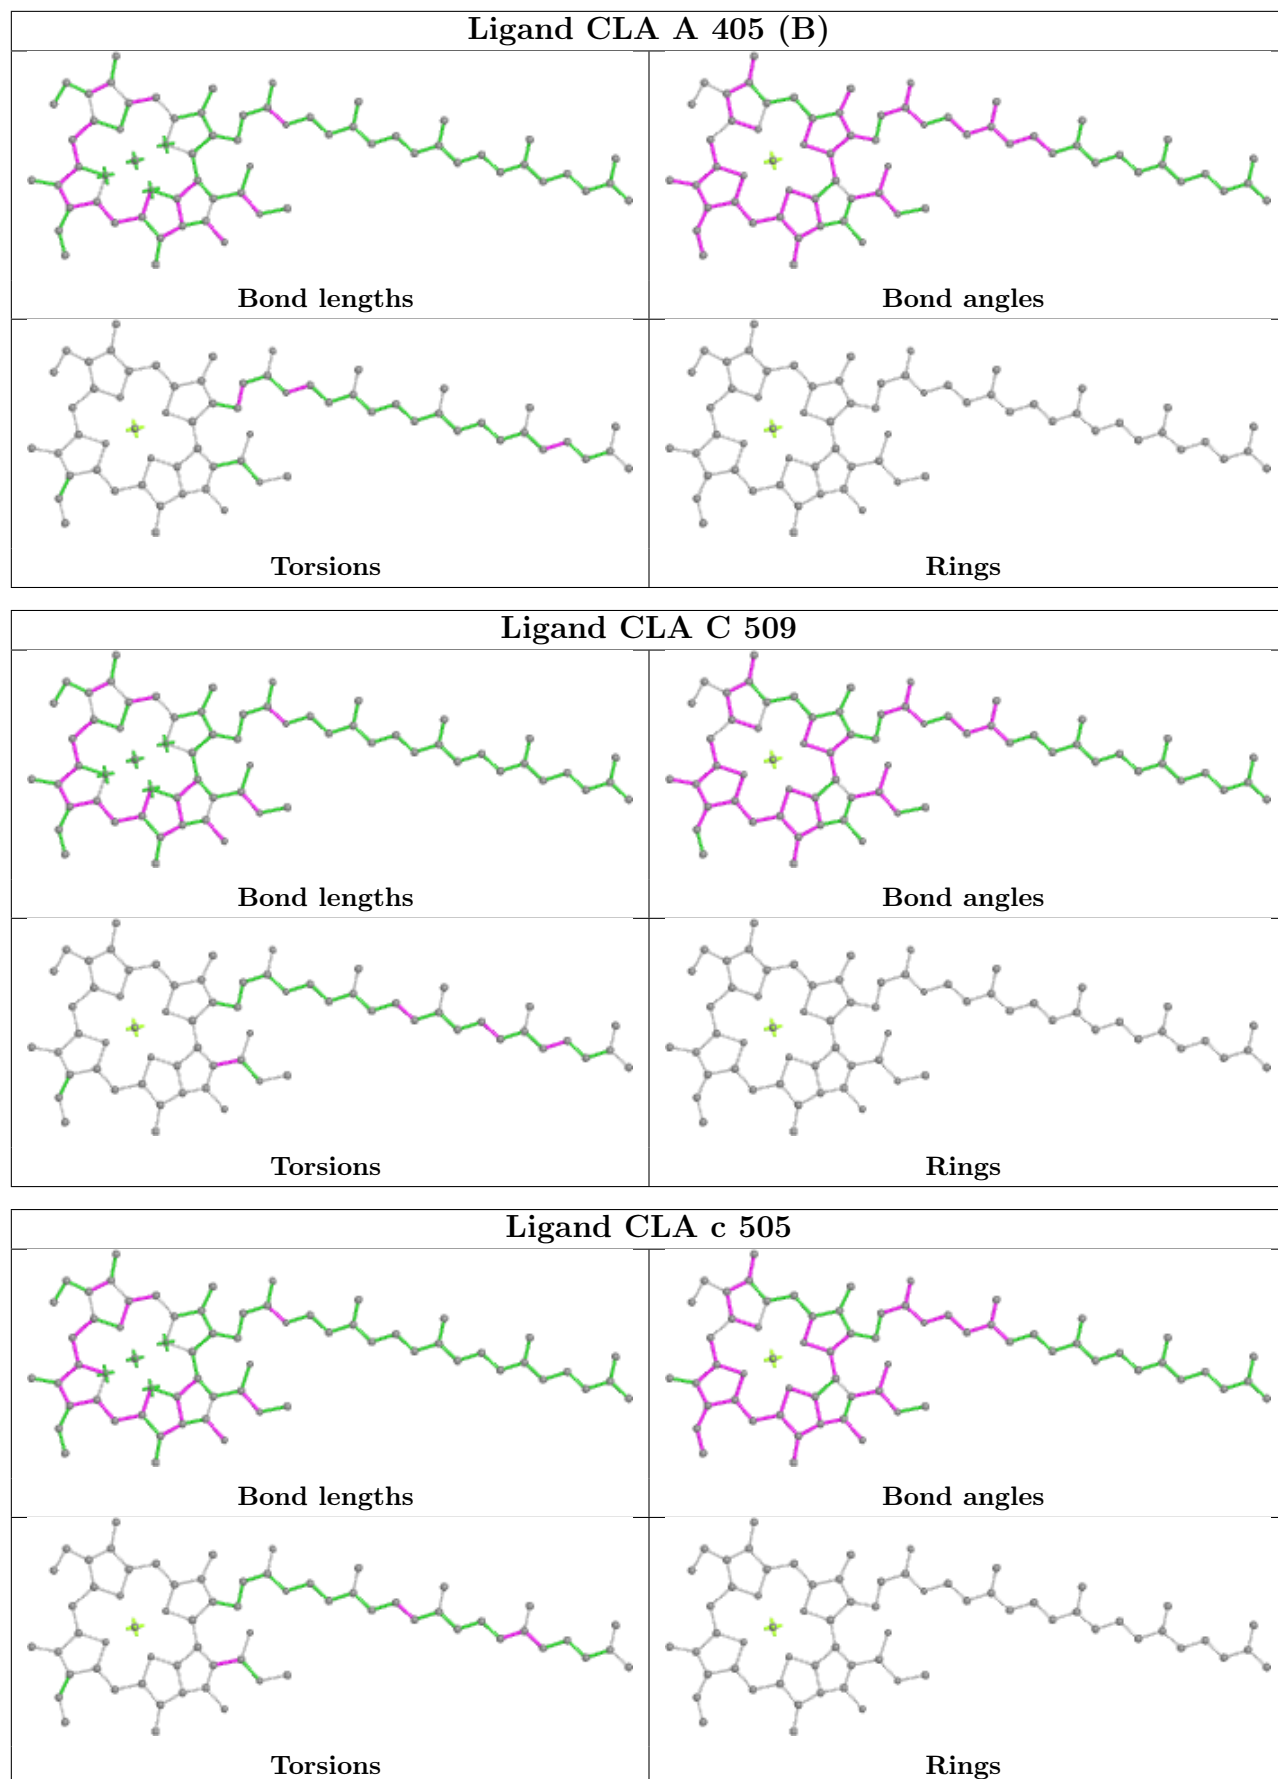 Ligand CLA A 405 (B)
Bond lengths
Bond angles
Torsions
Rings
Ligand CLA C 509
Bond lengths
Bond angles
Torsions
Rings
Ligand CLA c 505
Bond lengths
Bond angles
Torsions
Rings